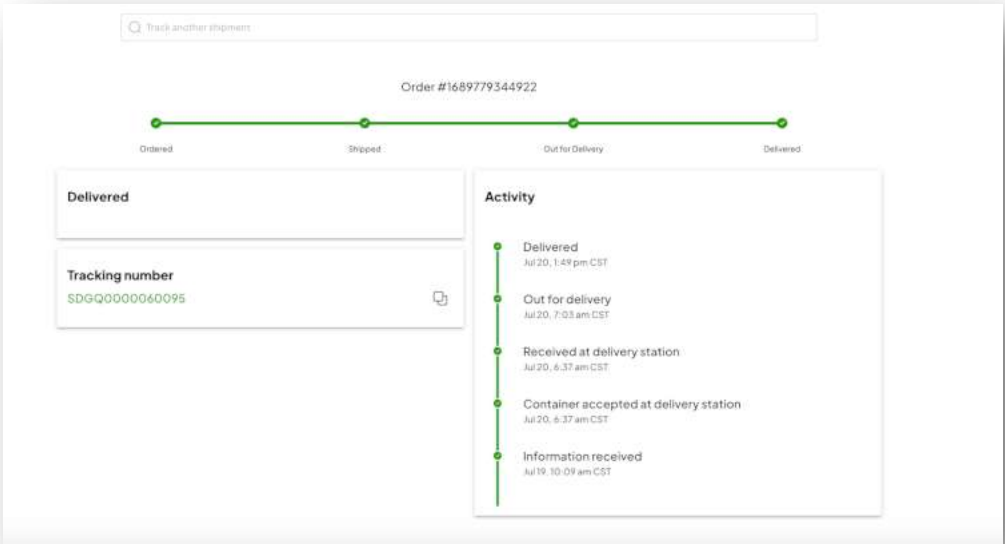 Track another shipment
Order #1689779344922
Ordered
Shipped
Out for Delivery
Delivered
Delivered
Tracking number
SDGQ0000060095
Activity
Delivered
Jul 20, 1:49 pm CST
Out for delivery
Jul 20, 7:03 am CST
Received at delivery station
Jul 20, 6:37 am CST
Container accepted at delivery station
Jul 20, 6:37 am CST
Information received
Jul 19, 10:09 am CST